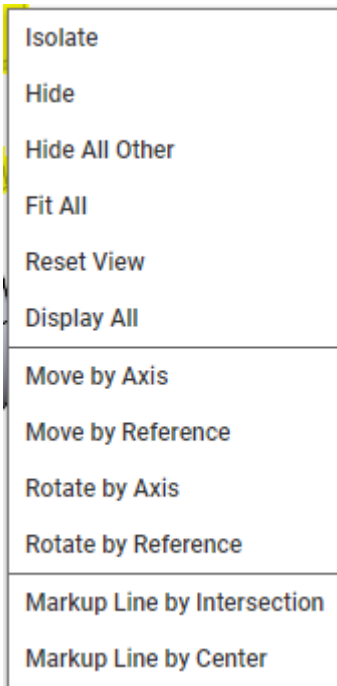 Isolate
Hide
Hide All Other
Fit All
Reset View
Display All
Move by Axis
Move by Reference
Rotate by Axis
Rotate by Reference
Markup Line by Intersection
Markup Line by Center